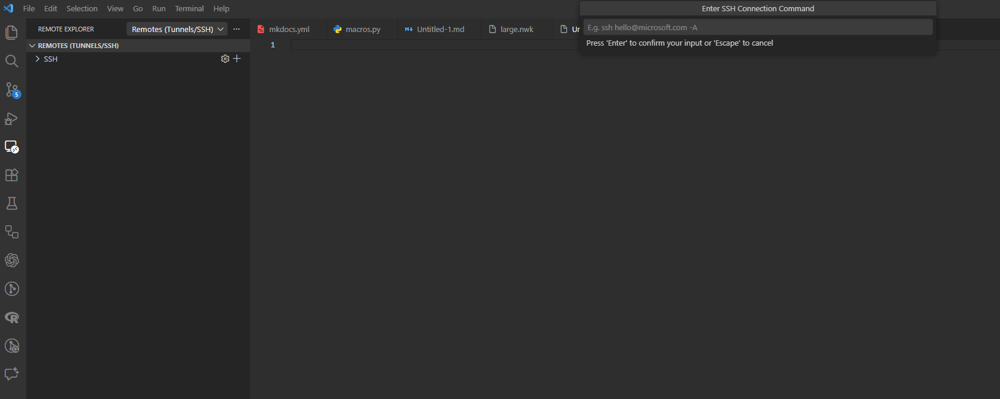 File Edit Selection View Go Run Terminal Help
Enter SSH Connection Command
REMOTE EXPLORER Remotes (Tunnels/SSH)
mkdocs.yml macros.py Untitled-1.md large.nwk Un
E.g. ssh hello@microsoft.com -A
Press 'Enter' to confirm your input or 'Escape' to cancel
REMOTES (TUNNELS/SSH)
1
SSH
5